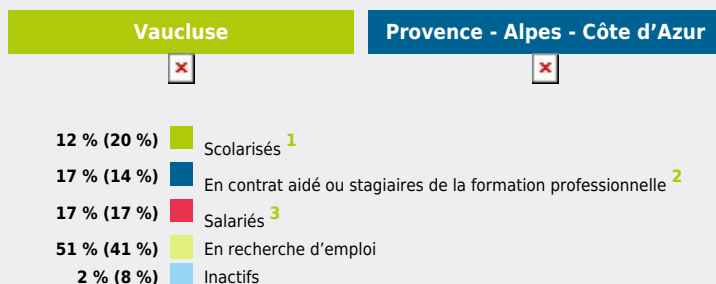 Vaucluse
Provence - Alpes - Côte d’Azur
12 % (20 %) Scolarisés 1
17 % (14 %) En contrat aidé ou stagiaires de la formation professionnelle 2
17 % (17 %) Salariés 3
51 % (41 %) En recherche d’emploi
2 % (8 %) Inactifs